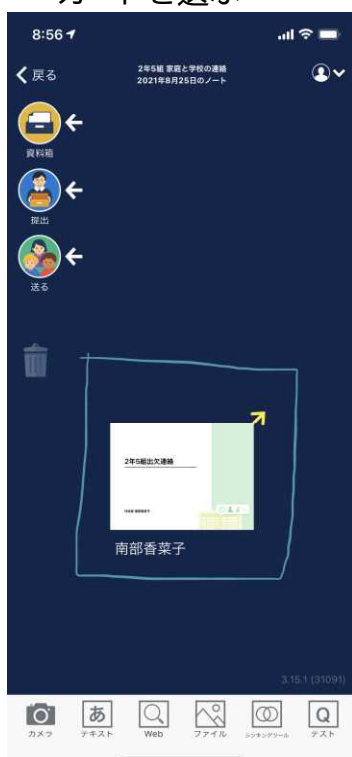 カードを選ぶ
8:56
戻る
2年5組 家庭と学校の連絡
2021年8月25日のノート
資料箱
提出
送る
2年5組出欠連絡
南部香菜子
3.15.1 (31091)
あ
Q
カメラ
テキスト
Web
ファイル
シンキングツール
テスト